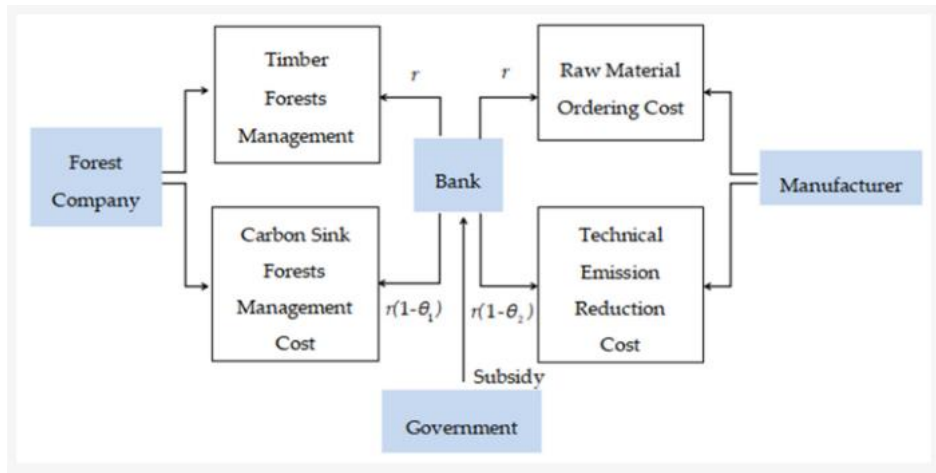 Timber
Forests
Management
r
r
Raw Material
Ordering Cost
Forest
Company
Bank
Manufacturer
Carbon Sink
Forests
Management
Cost
r(1-θ₁)
r(1-θ₂)
Technical
Emission
Reduction
Cost
Subsidy
Government